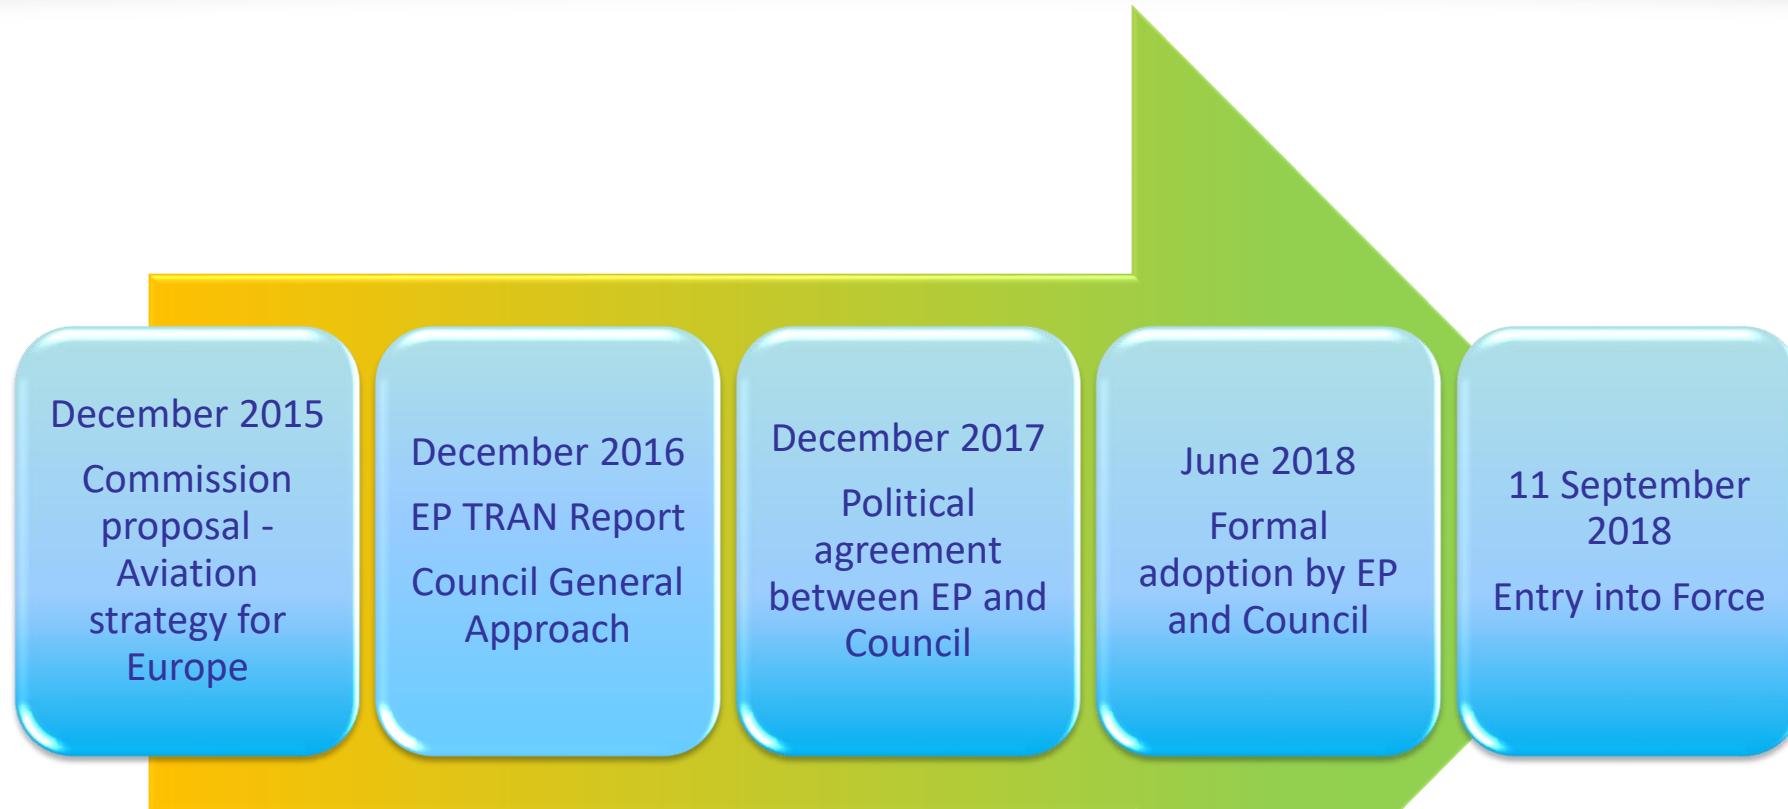 December 2015
Commission
proposal -
Aviation
strategy for
Europe
December 2016
EP TRAN Report
Council General
Approach
December 2017
Political
agreement
between EP and
Council
June 2018
Formal
adoption by EP
and Council
11 September
2018
Entry into Force